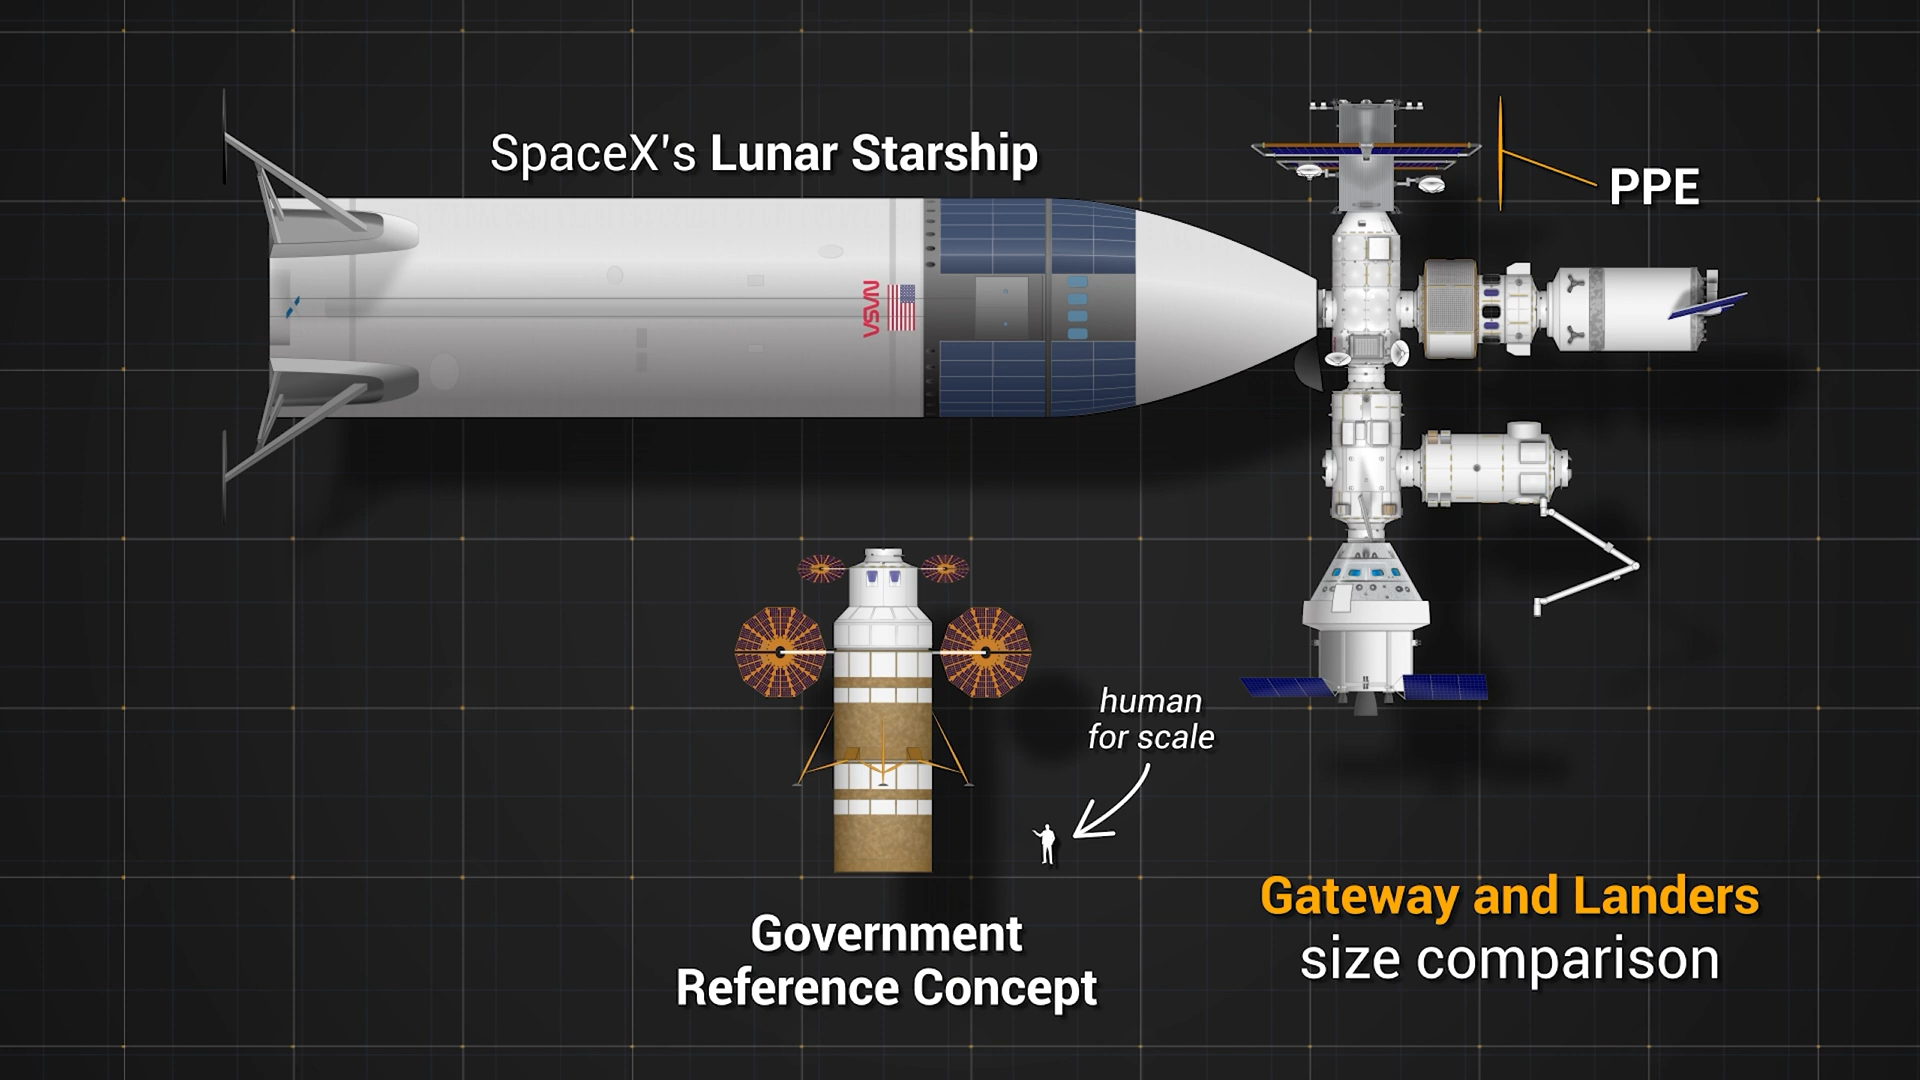 SpaceX's Lunar Starship
PPE
NASA
human
for scale
Government
Reference Concept
Gateway and Landers
size comparison